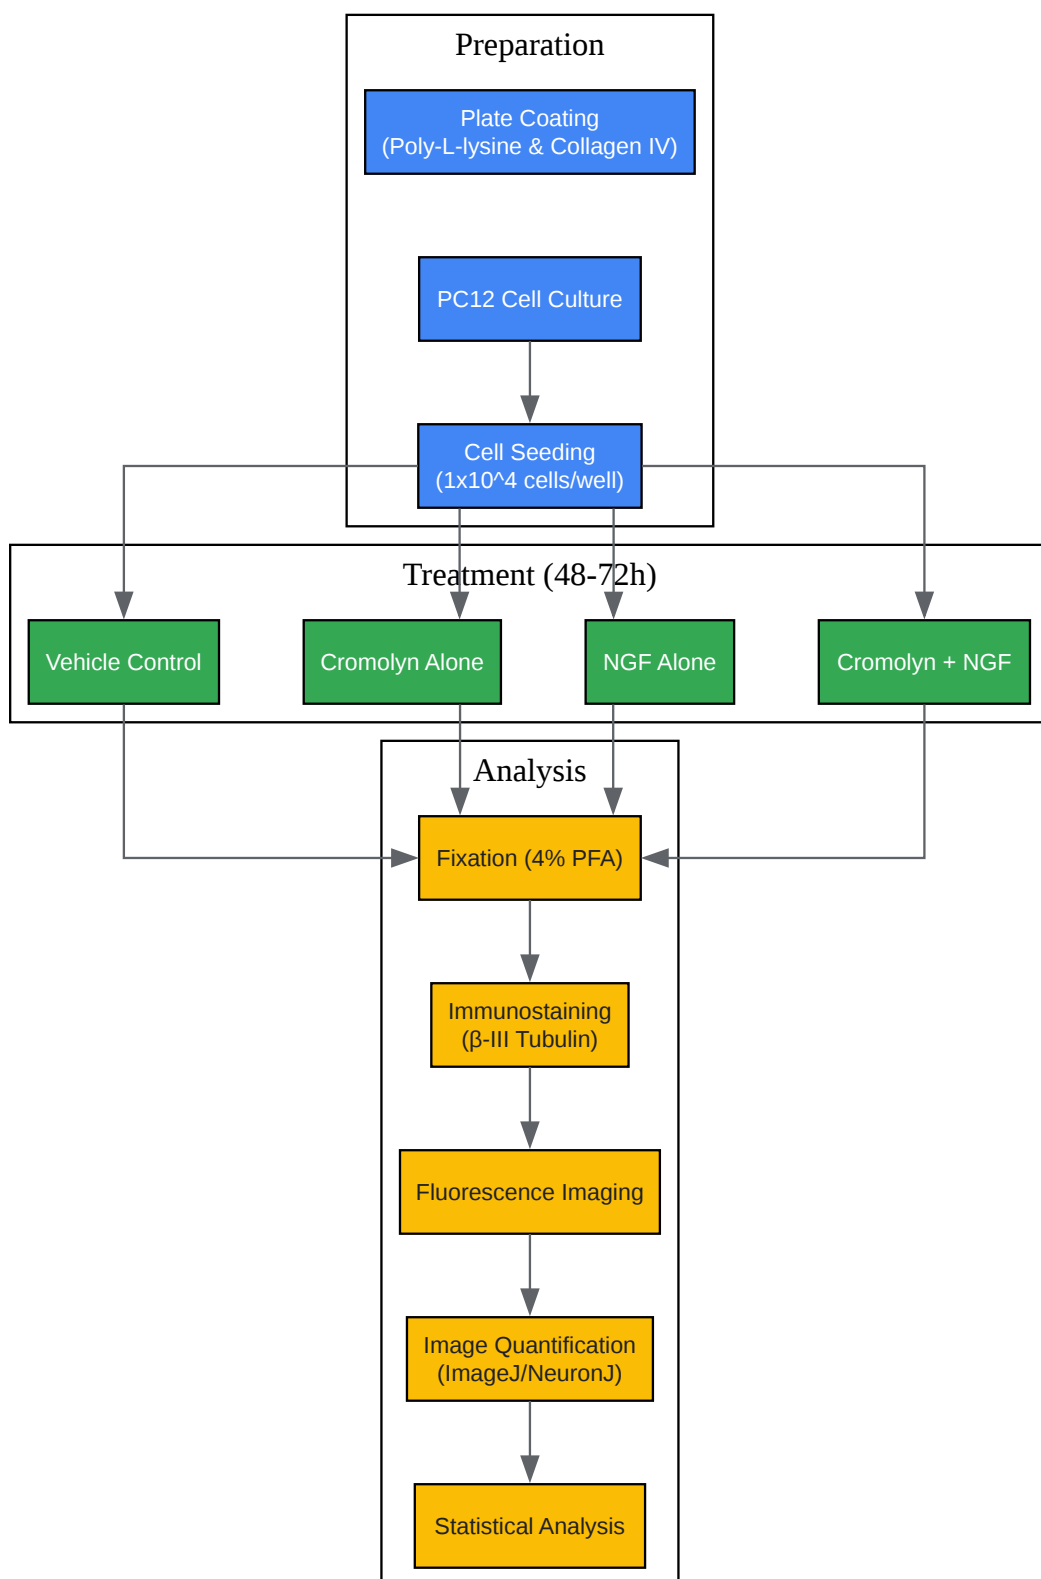 Preparation
Plate Coating
(Poly-L-lysine & Collagen IV)
PC12 Cell Culture
Cell Seeding
(1x10^4 cells/well)
Treatment (48-72h)
Vehicle Control
Cromolyn Alone
NGF Alone
Cromolyn + NGF
Analysis
Fixation (4% PFA)
Immunostaining
(β-III Tubulin)
Fluorescence Imaging
Image Quantification
(ImageJ/NeuronJ)
Statistical Analysis